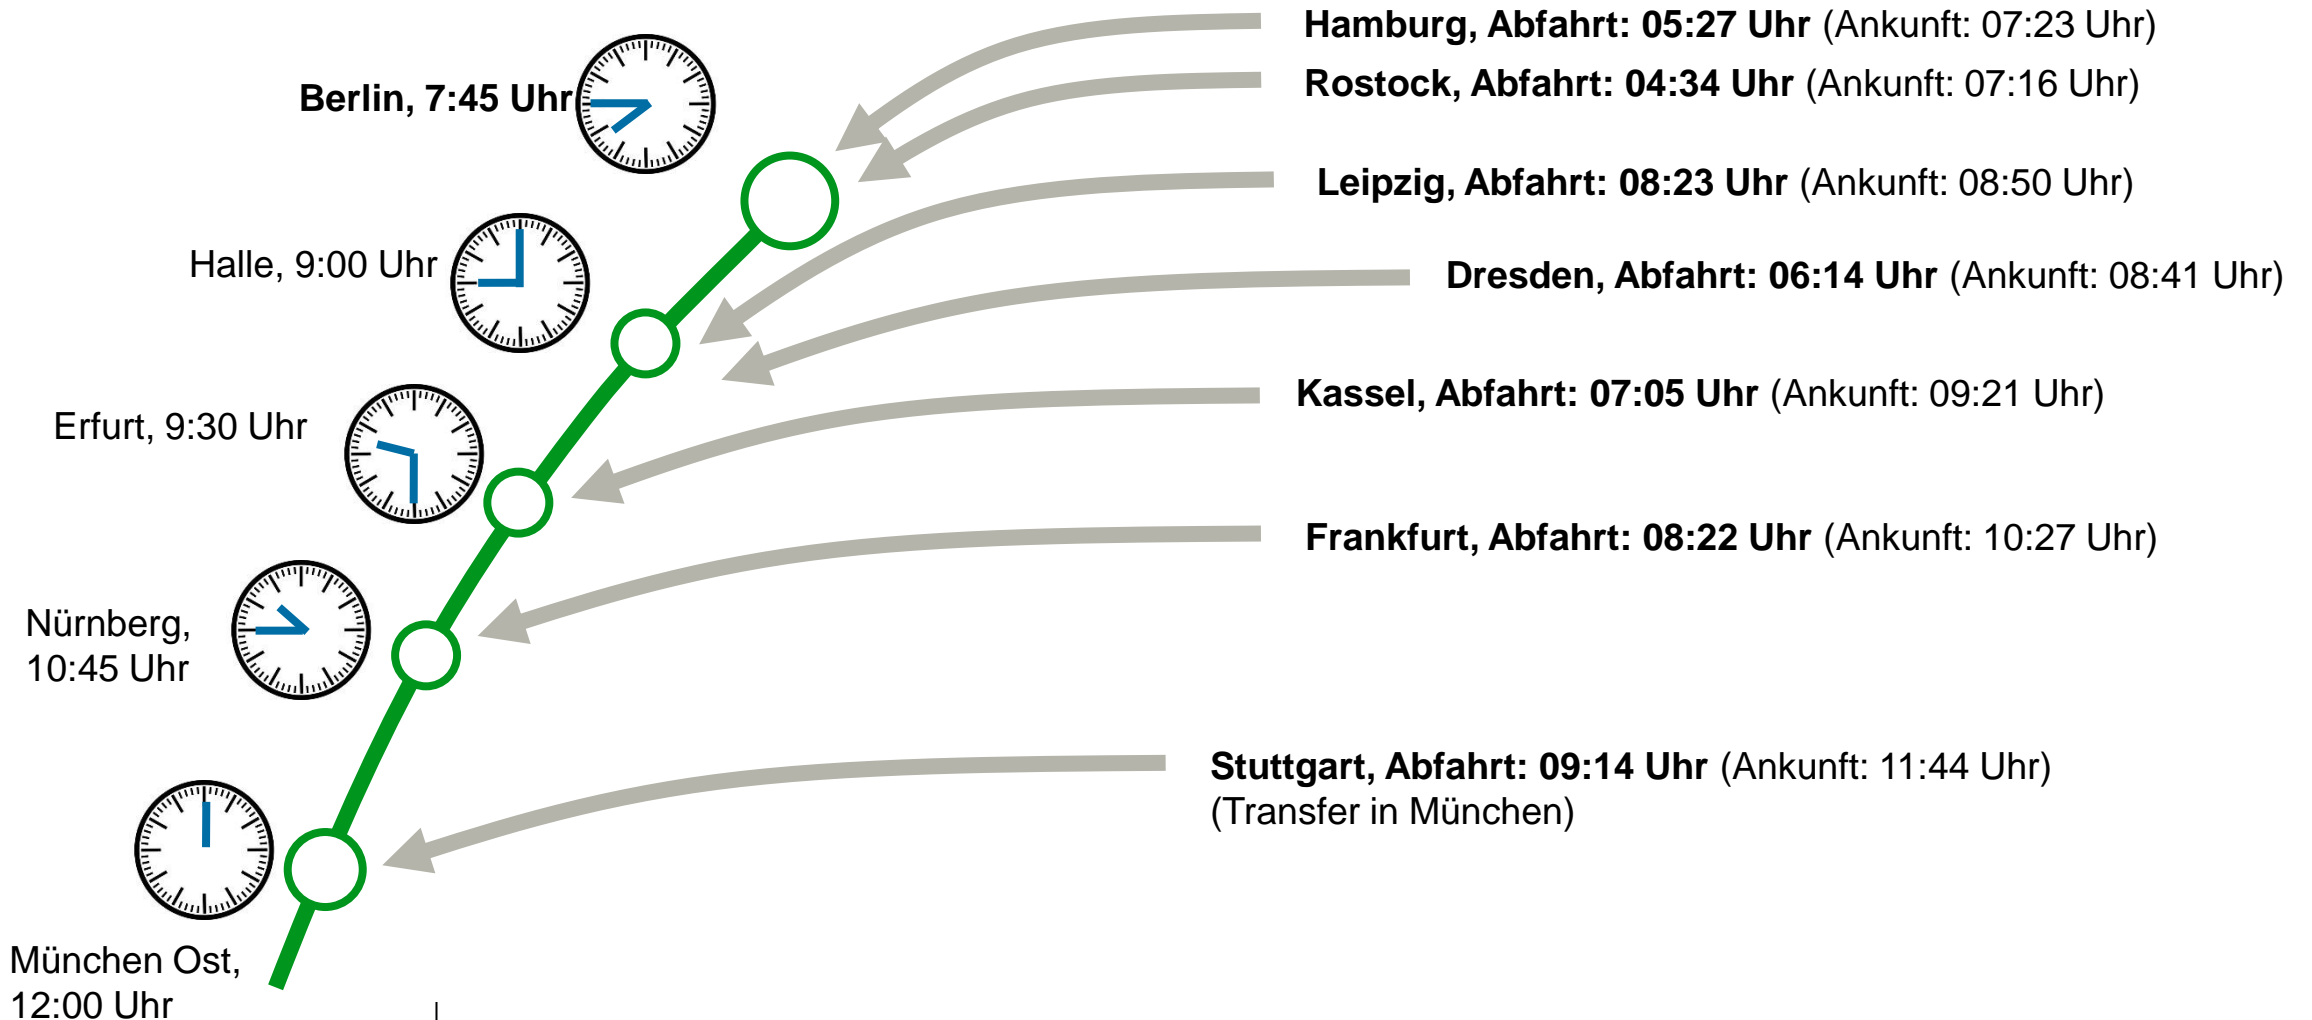 Hamburg, Abfahrt: 05:27 Uhr (Ankunft: 07:23 Uhr)
Berlin, 7:45 Uhr
Rostock, Abfahrt: 04:34 Uhr (Ankunft: 07:16 Uhr)
Leipzig, Abfahrt: 08:23 Uhr (Ankunft: 08:50 Uhr)
Halle, 9:00 Uhr
Dresden, Abfahrt: 06:14 Uhr (Ankunft: 08:41 Uhr)
Kassel, Abfahrt: 07:05 Uhr (Ankunft: 09:21 Uhr)
Erfurt, 9:30 Uhr
Frankfurt, Abfahrt: 08:22 Uhr (Ankunft: 10:27 Uhr)
Nürnberg,
10:45 Uhr
Stuttgart, Abfahrt: 09:14 Uhr (Ankunft: 11:44 Uhr)
(Transfer in München)
München Ost,
12:00 Uhr